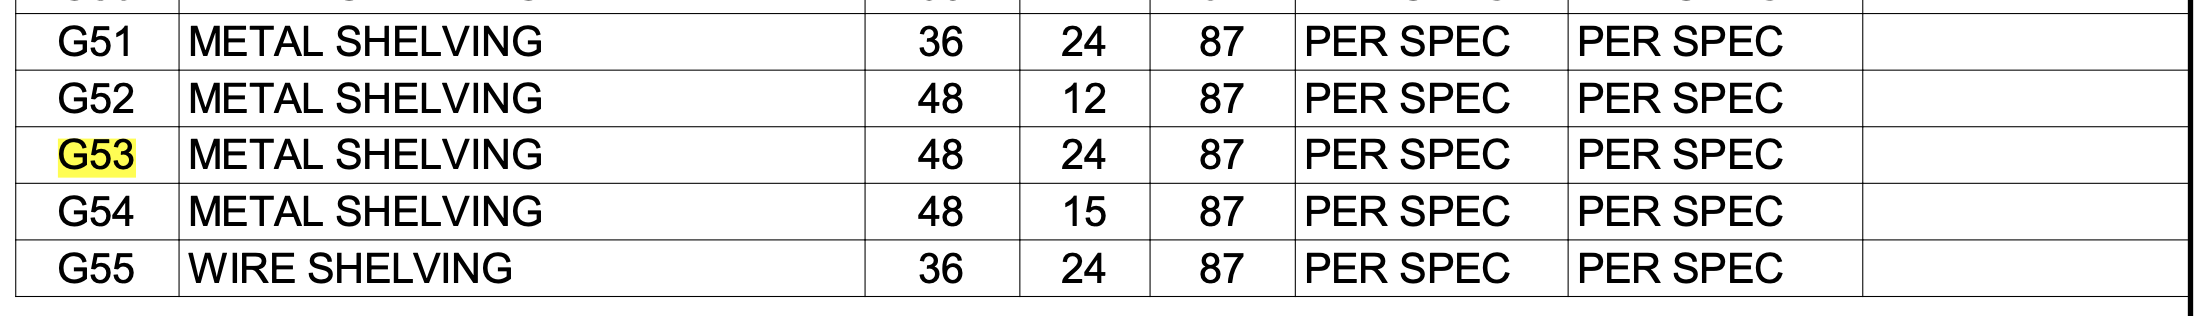 G51 METAL SHELVING 36 24 87 PER SPEC PER SPEC
G52 METAL SHELVING 48 12 87 PER SPEC PER SPEC
G53 METAL SHELVING 48 24 87 PER SPEC PER SPEC
G54 METAL SHELVING 48 15 87 PER SPEC PER SPEC
G55 WIRE SHELVING 36 24 87 PER SPEC PER SPEC